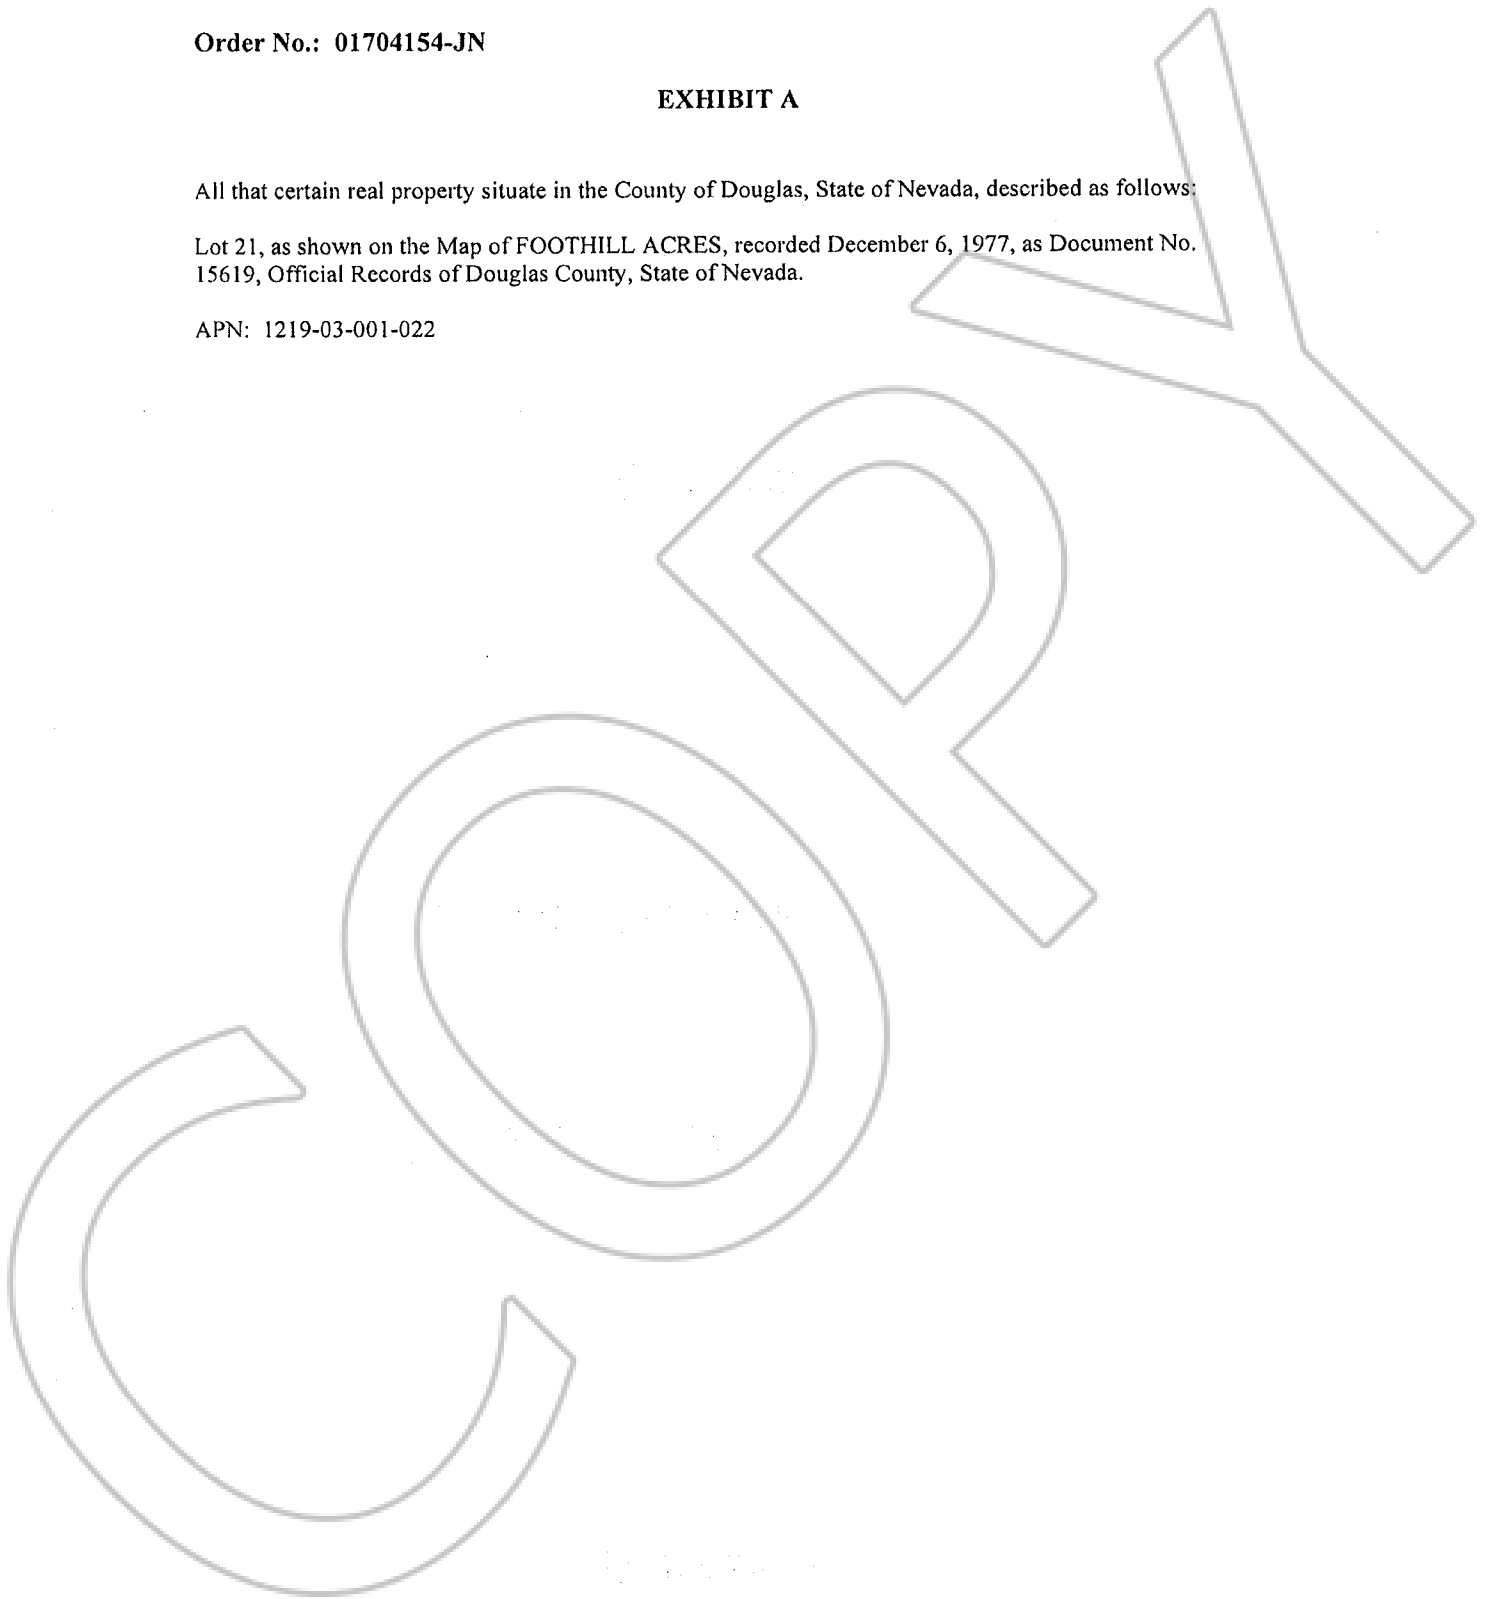 Order No.: 01704154-JN
EXHIBIT A
All that certain real property situate in the County of Douglas, State of Nevada, described as follows:
Lot 21, as shown on the Map of FOOTHILL ACRES, recorded December 6, 1977, as Document No.
15619, Official Records of Douglas County, State of Nevada.
APN: 1219-03-001-022
COPY